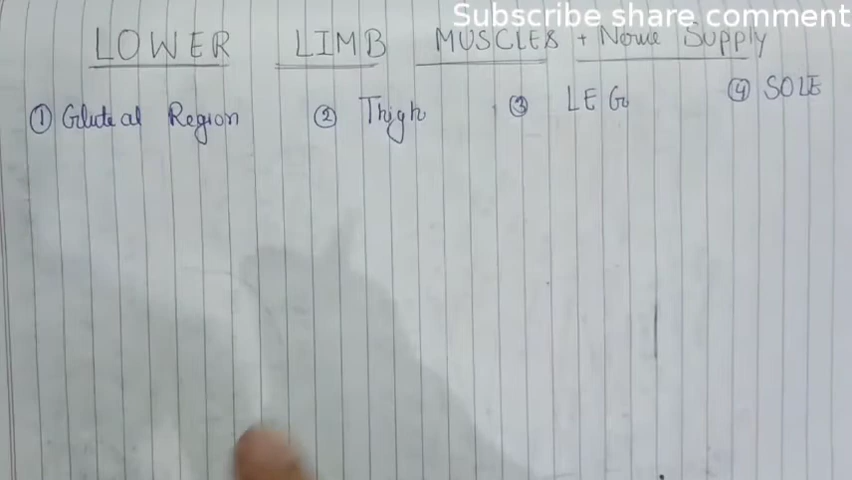 Subscribe share comment
LOWER LIMB MUSCLES + Nerve Supply
① Gluteal Region ② Thigh ③ LEG ④ SOLE